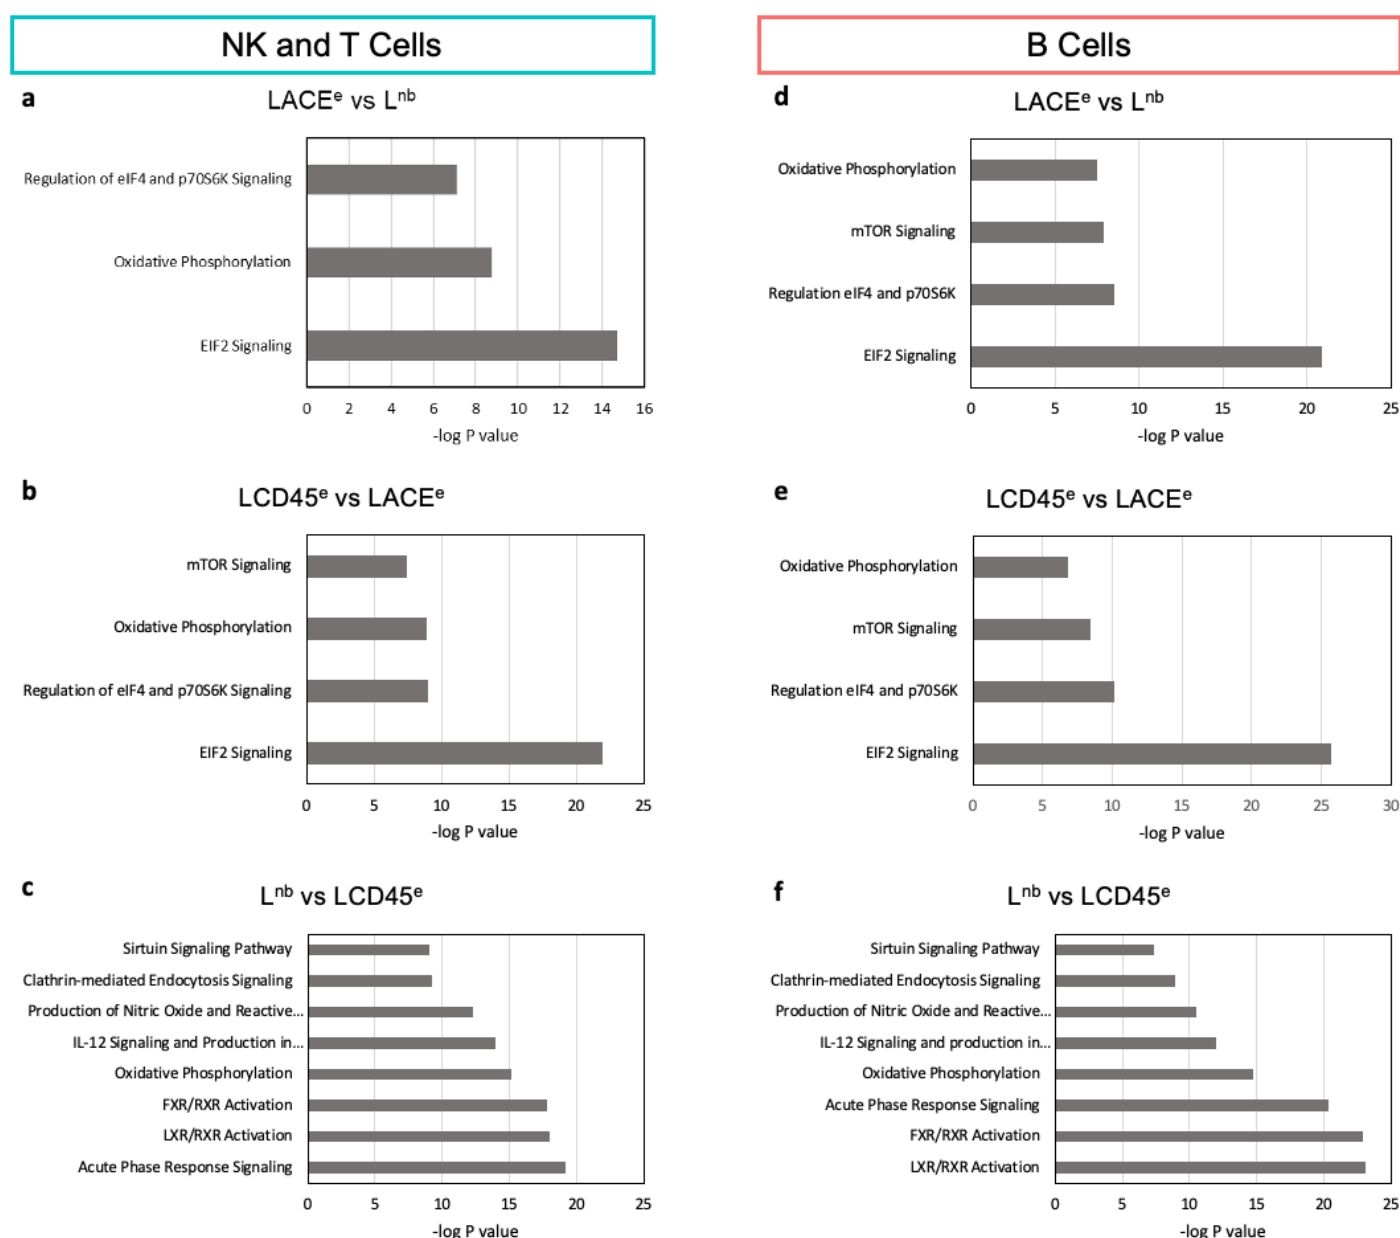 NK and T Cells
a
LACEᵉ vs Lⁿᵇ
Regulation of eIF4 and p70S6K Signaling
Oxidative Phosphorylation
EIF2 Signaling
0 2 4 6 8 10 12 14 16
-log P value
b
LCD45ᵉ vs LACEᵉ
mTOR Signaling
Oxidative Phosphorylation
Regulation of eIF4 and p70S6K Signaling
EIF2 Signaling
0 5 10 15 20 25
-log P value
c
Lⁿᵇ vs LCD45ᵉ
Sirtuin Signaling Pathway
Clathrin-mediated Endocytosis Signaling
Production of Nitric Oxide and Reactive...
IL-12 Signaling and Production in...
Oxidative Phosphorylation
FXR/RXR Activation
LXR/RXR Activation
Acute Phase Response Signaling
0 5 10 15 20 25
-log P value
B Cells
d
LACEᵉ vs Lⁿᵇ
Oxidative Phosphorylation
mTOR Signaling
Regulation eIF4 and p70S6K
EIF2 Signaling
0 5 10 15 20 25
-log P value
e
LCD45ᵉ vs LACEᵉ
Oxidative Phosphorylation
mTOR Signaling
Regulation eIF4 and p70S6K
EIF2 Signaling
0 5 10 15 20 25 30
-log P value
f
Lⁿᵇ vs LCD45ᵉ
Sirtuin Signaling Pathway
Clathrin-mediated Endocytosis Signaling
Production of Nitric Oxide and Reactive...
IL-12 Signaling and production in...
Oxidative Phosphorylation
Acute Phase Response Signaling
FXR/RXR Activation
LXR/RXR Activation
0 5 10 15 20 25
-log P value